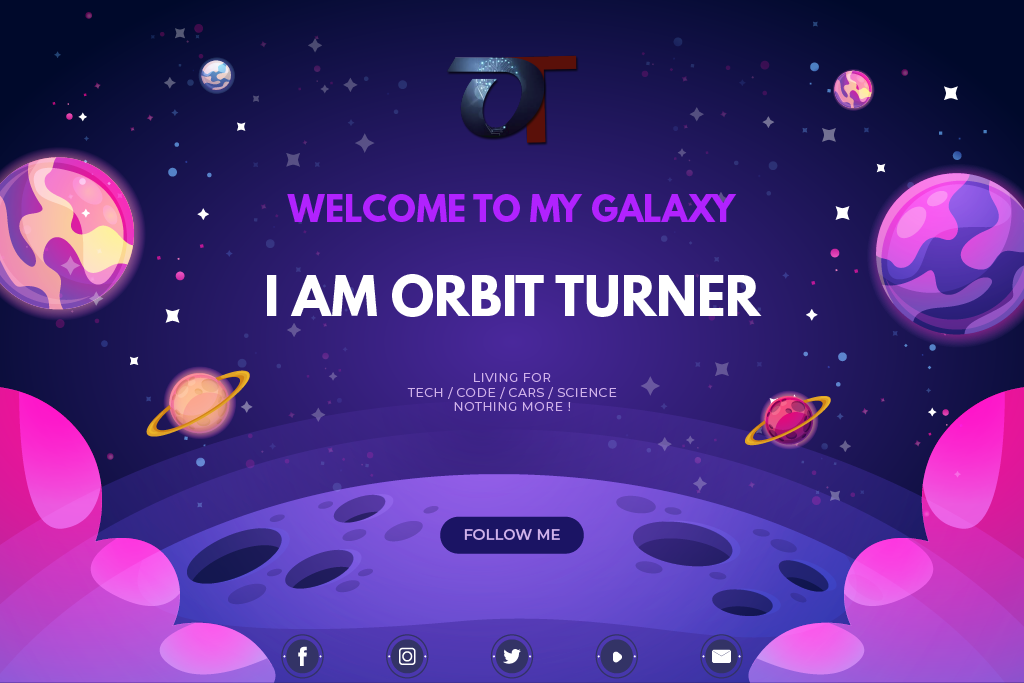 OT
WELCOME TO MY GALAXY
I AM ORBIT TURNER
LIVING FOR
TECH / CODE / CARS / SCIENCE
NOTHING MORE !
FOLLOW ME